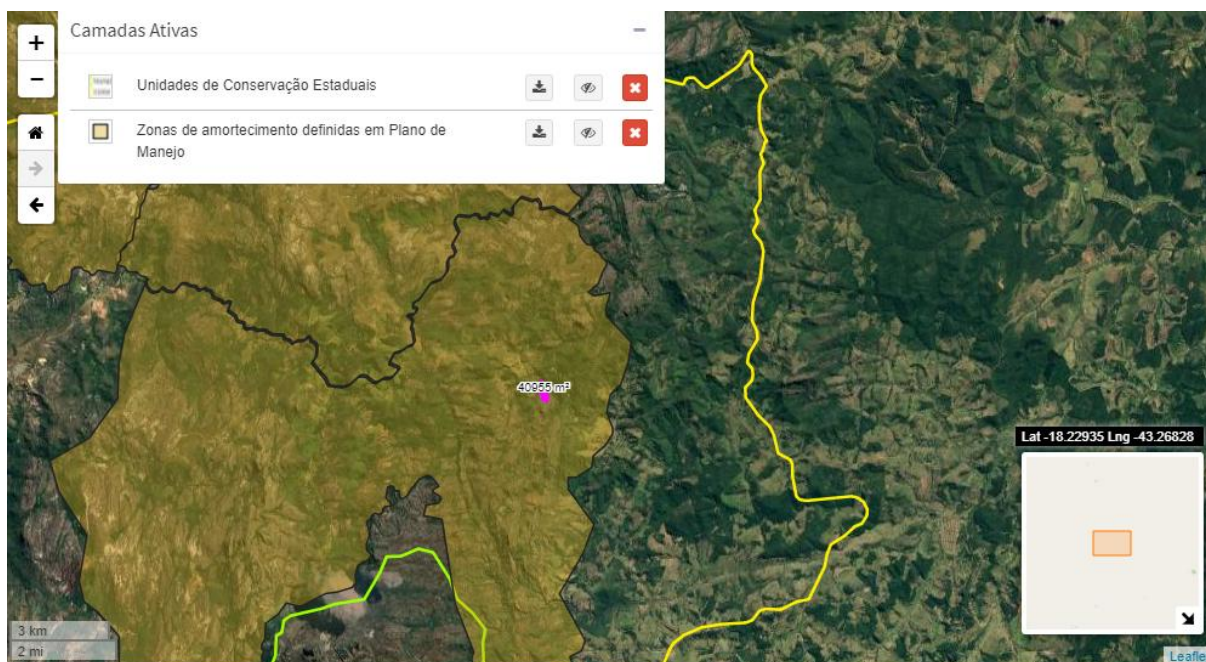 +
Camadas Ativas
−
−
Unidades de Conservação Estaduais
Zonas de amortecimento definidas em Plano de
Manejo
40955 m²
Lat -18.22935 Lng -43.26828
3 km
2 mi
Leafle